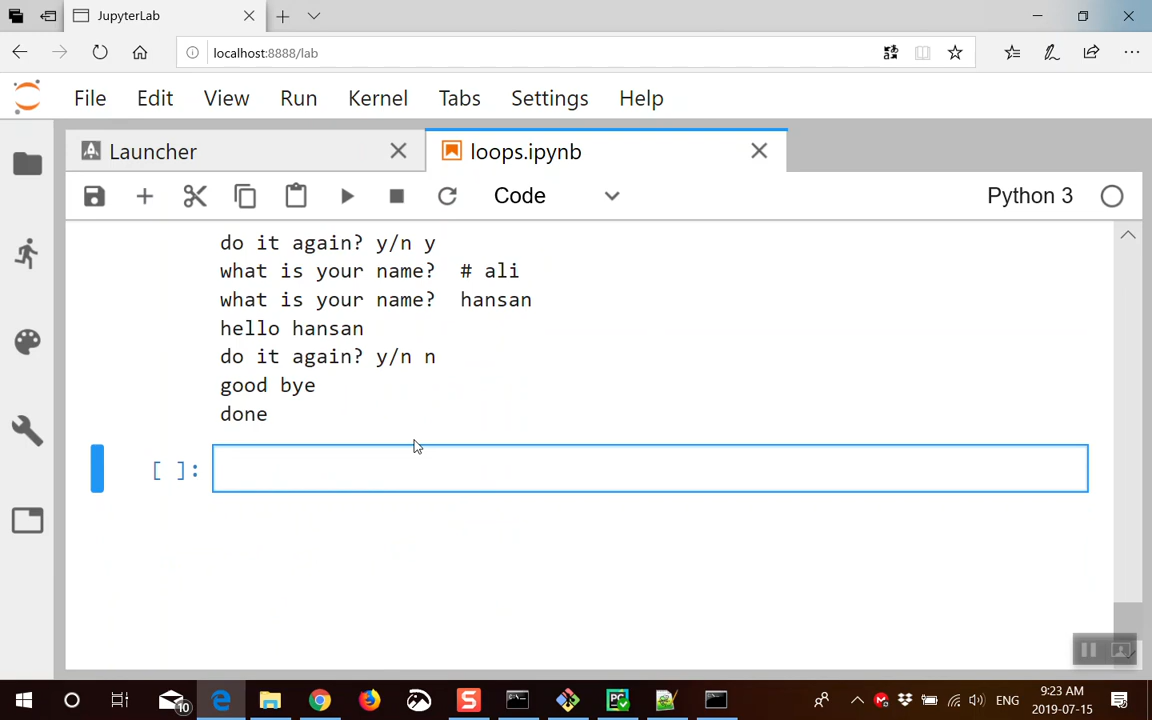 JupyterLab
localhost:8888/lab
File Edit View Run Kernel Tabs Settings Help
Launcher loops.ipynb
Code Python 3
do it again? y/n y
what is your name? # ali
what is your name? hansan
hello hansan
do it again? y/n n
good bye
done
[ ]:
10 S PC ENG 9:23 AM
2019-07-15